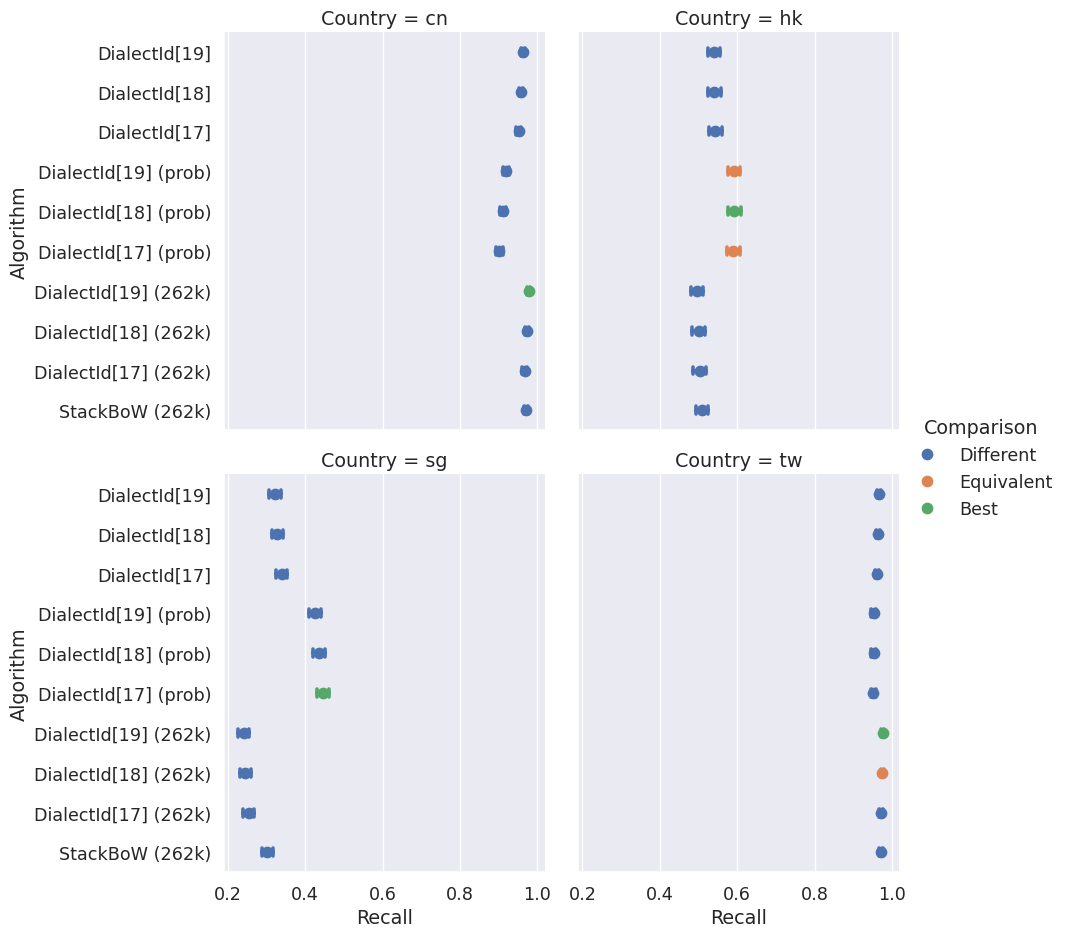 Country = cn
Country = hk
Algorithm
DialectId[19]
DialectId[18]
DialectId[17]
DialectId[19] (prob)
DialectId[18] (prob)
DialectId[17] (prob)
DialectId[19] (262k)
DialectId[18] (262k)
DialectId[17] (262k)
StackBoW (262k)
Country = sg
Country = tw
Algorithm
DialectId[19]
DialectId[18]
DialectId[17]
DialectId[19] (prob)
DialectId[18] (prob)
DialectId[17] (prob)
DialectId[19] (262k)
DialectId[18] (262k)
DialectId[17] (262k)
StackBoW (262k)
0.2 0.4 0.6 0.8 1.0
Recall
0.2 0.4 0.6 0.8 1.0
Recall
Comparison
Different
Equivalent
Best